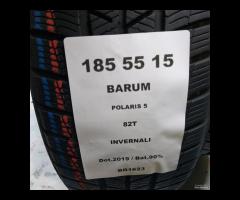 185 55 15
BARUM
POLARIS 5
82T
INVERNALI
Dot.2019 / Bat.90%